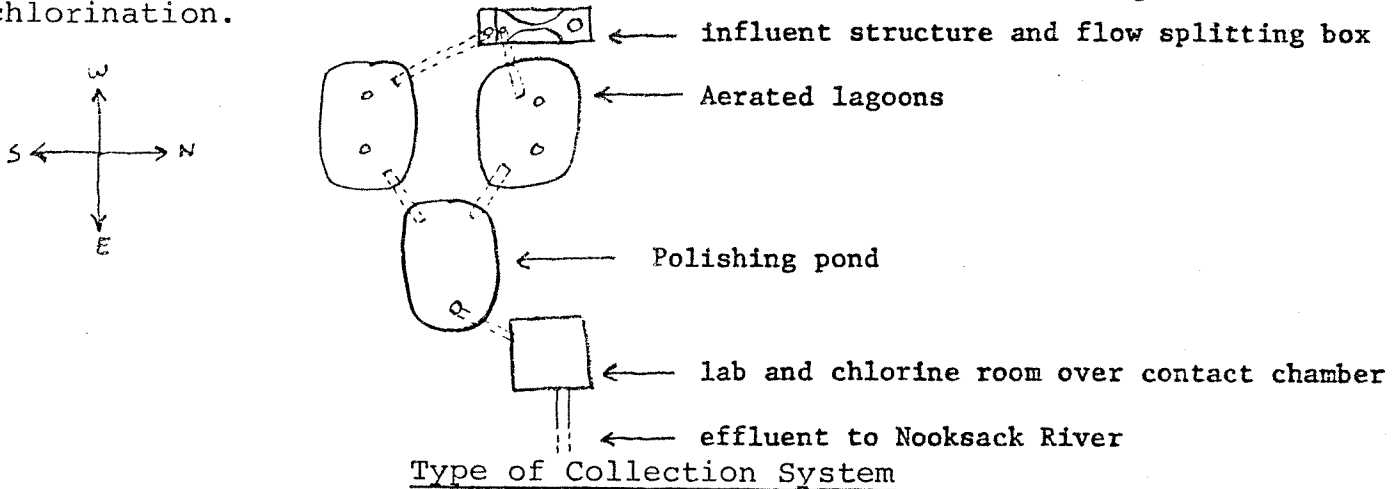 chlorination.
influent structure and flow splitting box
W
Aerated lagoons
S N
E
Polishing pond
lab and chlorine room over contact chamber
effluent to Nooksack River
Type of Collection System